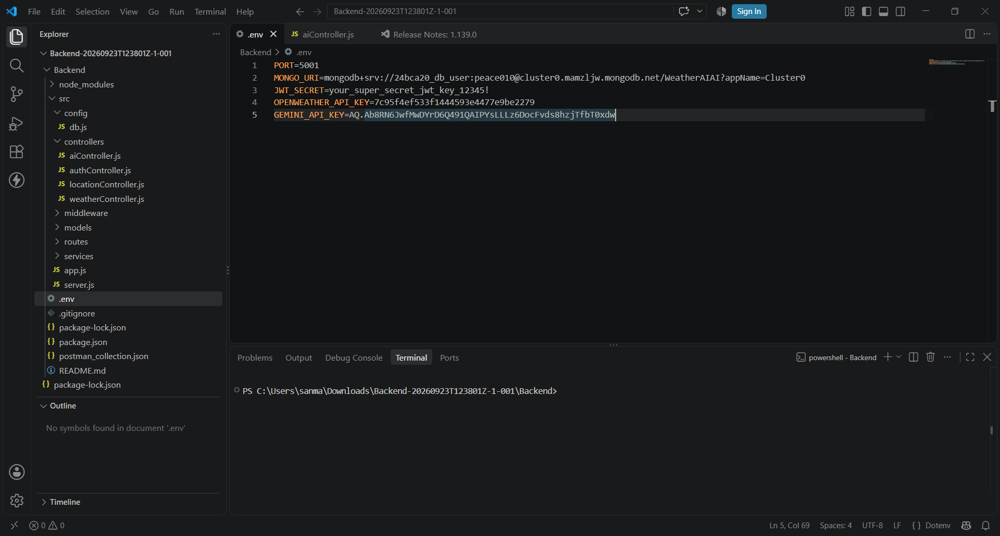 File Edit Selection View Go Run Terminal Help
Backend-20260923T123801Z-1-001
Sign In
Explorer
Backend-20260923T123801Z-1-001
Backend
node_modules
src
config
JS db.js
controllers
JS aiController.js
JS authController.js
JS locationController.js
JS weatherController.js
middleware
models
routes
services
JS app.js
JS server.js
.env
.gitignore
{} package-lock.json
{} package.json
{} postman_collection.json
README.md
{} package-lock.json
Outline
No symbols found in document '.env'
Timeline
.env
JS aiController.js
Release Notes: 1.139.0
Backend > .env
1 PORT=5001
2 MONGO_URI=mongodb+srv://24bca20_db_user:peace010@cluster0.mamzljw.mongodb.net/WeatherAIAI?appName=Cluster0
3 JWT_SECRET=your_super_secret_jwt_key_12345!
4 OPENWEATHER_API_KEY=7c95f4ef533f1444593e4477e9be2279
5 GEMINI_API_KEY=AQ.Ab8RN6JwfMwDYrD6Q491QAIPYsLLLz6DocFvds8hzjTfbT0xdw
Problems Output Debug Console Terminal Ports
powershell - Backend
PS C:\Users\sanma\Downloads\Backend-20260923T123801Z-1-001\Backend>
0 0
Ln 5, Col 69 Spaces: 4 UTF-8 LF {} Dotenv